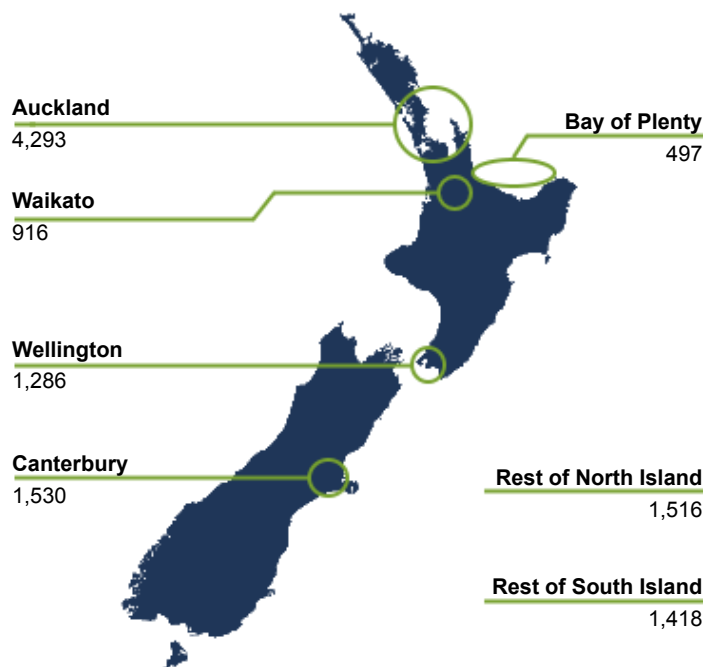 Auckland
4,293
Bay of Plenty
497
Waikato
916
Wellington
1,286
Canterbury
1,530
Rest of North Island
1,516
Rest of South Island
1,418